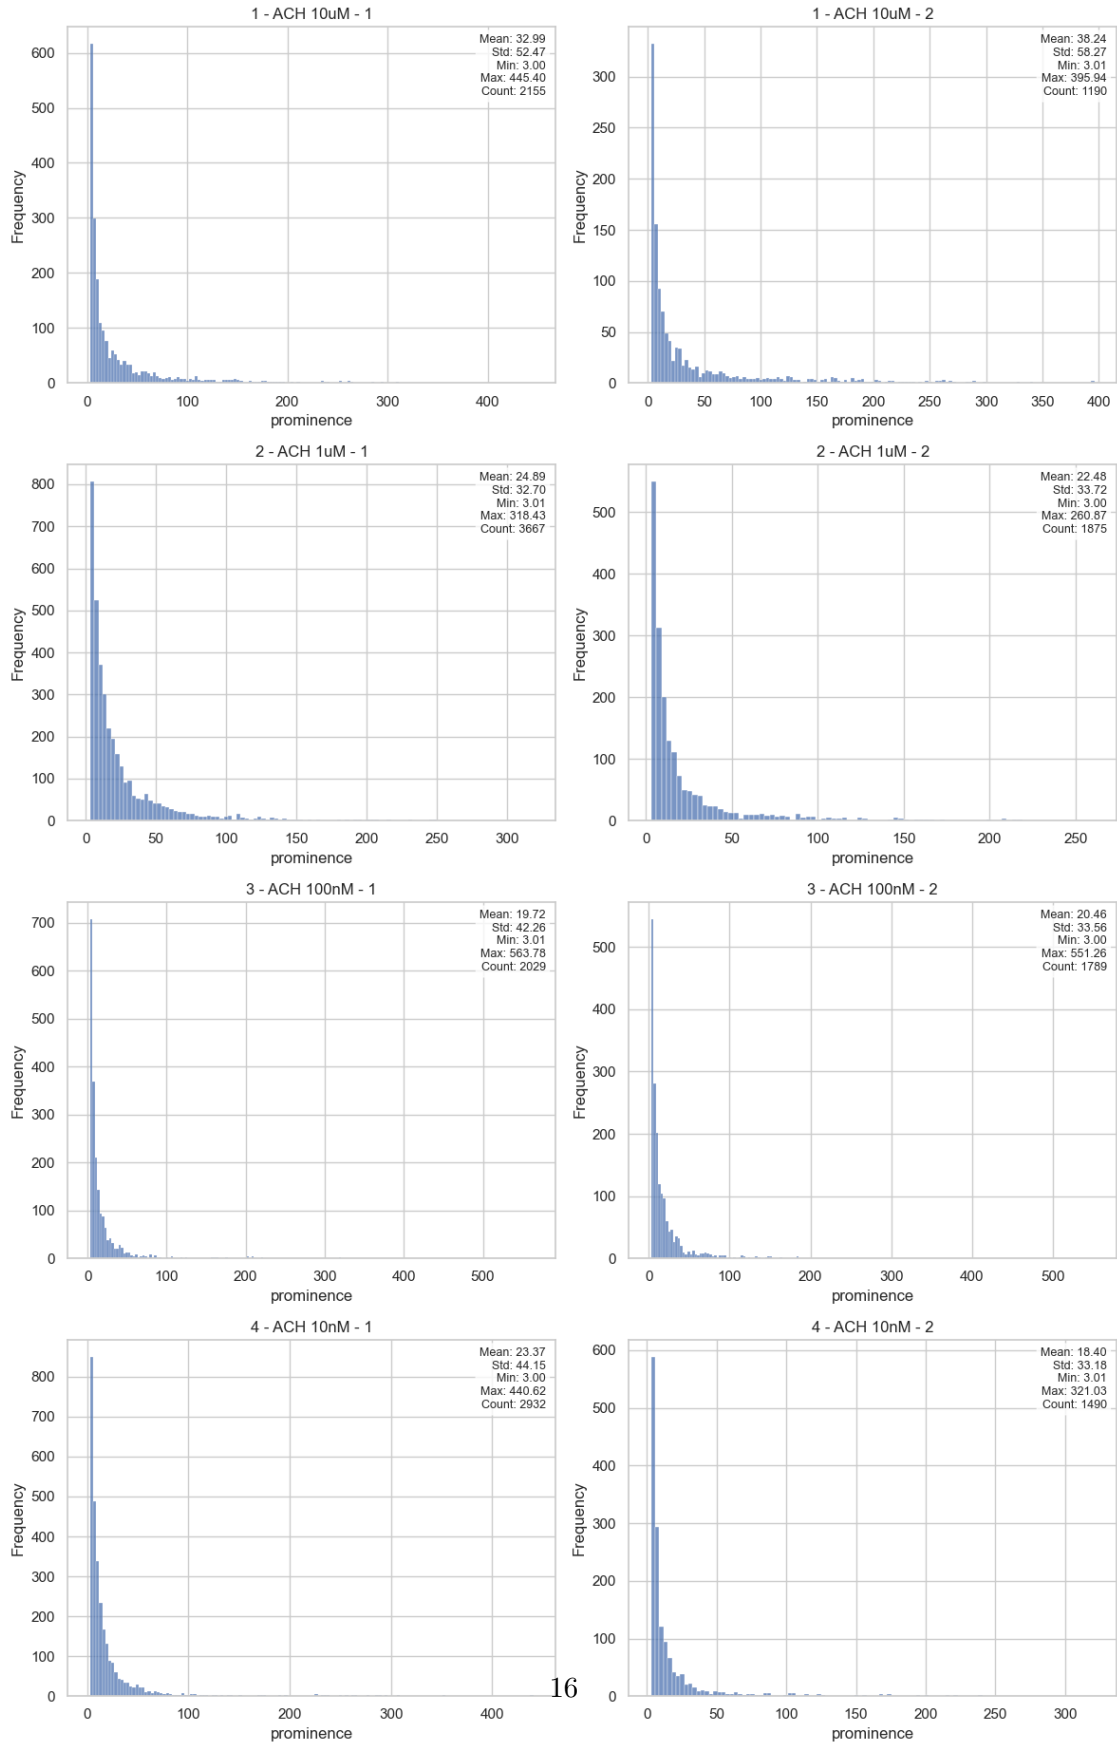 1 - ACH 10uM - 1
Mean: 32.99
Std: 52.47
Min: 3.00
Max: 445.40
Count: 2155
600
500
400
300
200
100
0
Frequency
0 100 200 300 400
prominence
1 - ACH 10uM - 2
Mean: 38.24
Std: 58.27
Min: 3.01
Max: 395.94
Count: 1190
300
250
200
150
100
50
0
Frequency
0 50 100 150 200 250 300 350 400
prominence
2 - ACH 1uM - 1
Mean: 24.89
Std: 32.70
Min: 3.01
Max: 318.43
Count: 3667
800
700
600
500
400
300
200
100
0
Frequency
0 50 100 150 200 250 300
prominence
2 - ACH 1uM - 2
Mean: 22.48
Std: 33.72
Min: 3.00
Max: 260.87
Count: 1875
500
400
300
200
100
0
Frequency
0 50 100 150 200 250
prominence
3 - ACH 100nM - 1
Mean: 19.72
Std: 42.26
Min: 3.01
Max: 563.78
Count: 2029
700
600
500
400
300
200
100
0
Frequency
0 100 200 300 400 500
prominence
3 - ACH 100nM - 2
Mean: 20.46
Std: 33.56
Min: 3.00
Max: 551.26
Count: 1789
500
400
300
200
100
0
Frequency
0 100 200 300 400 500
prominence
4 - ACH 10nM - 1
Mean: 23.37
Std: 44.15
Min: 3.00
Max: 440.62
Count: 2932
800
700
600
500
400
300
200
100
0
Frequency
0 100 200 300 400
prominence
4 - ACH 10nM - 2
Mean: 18.40
Std: 33.18
Min: 3.01
Max: 321.03
Count: 1490
600
500
400
300
200
100
0
Frequency
0 50 100 150 200 250 300
prominence
16